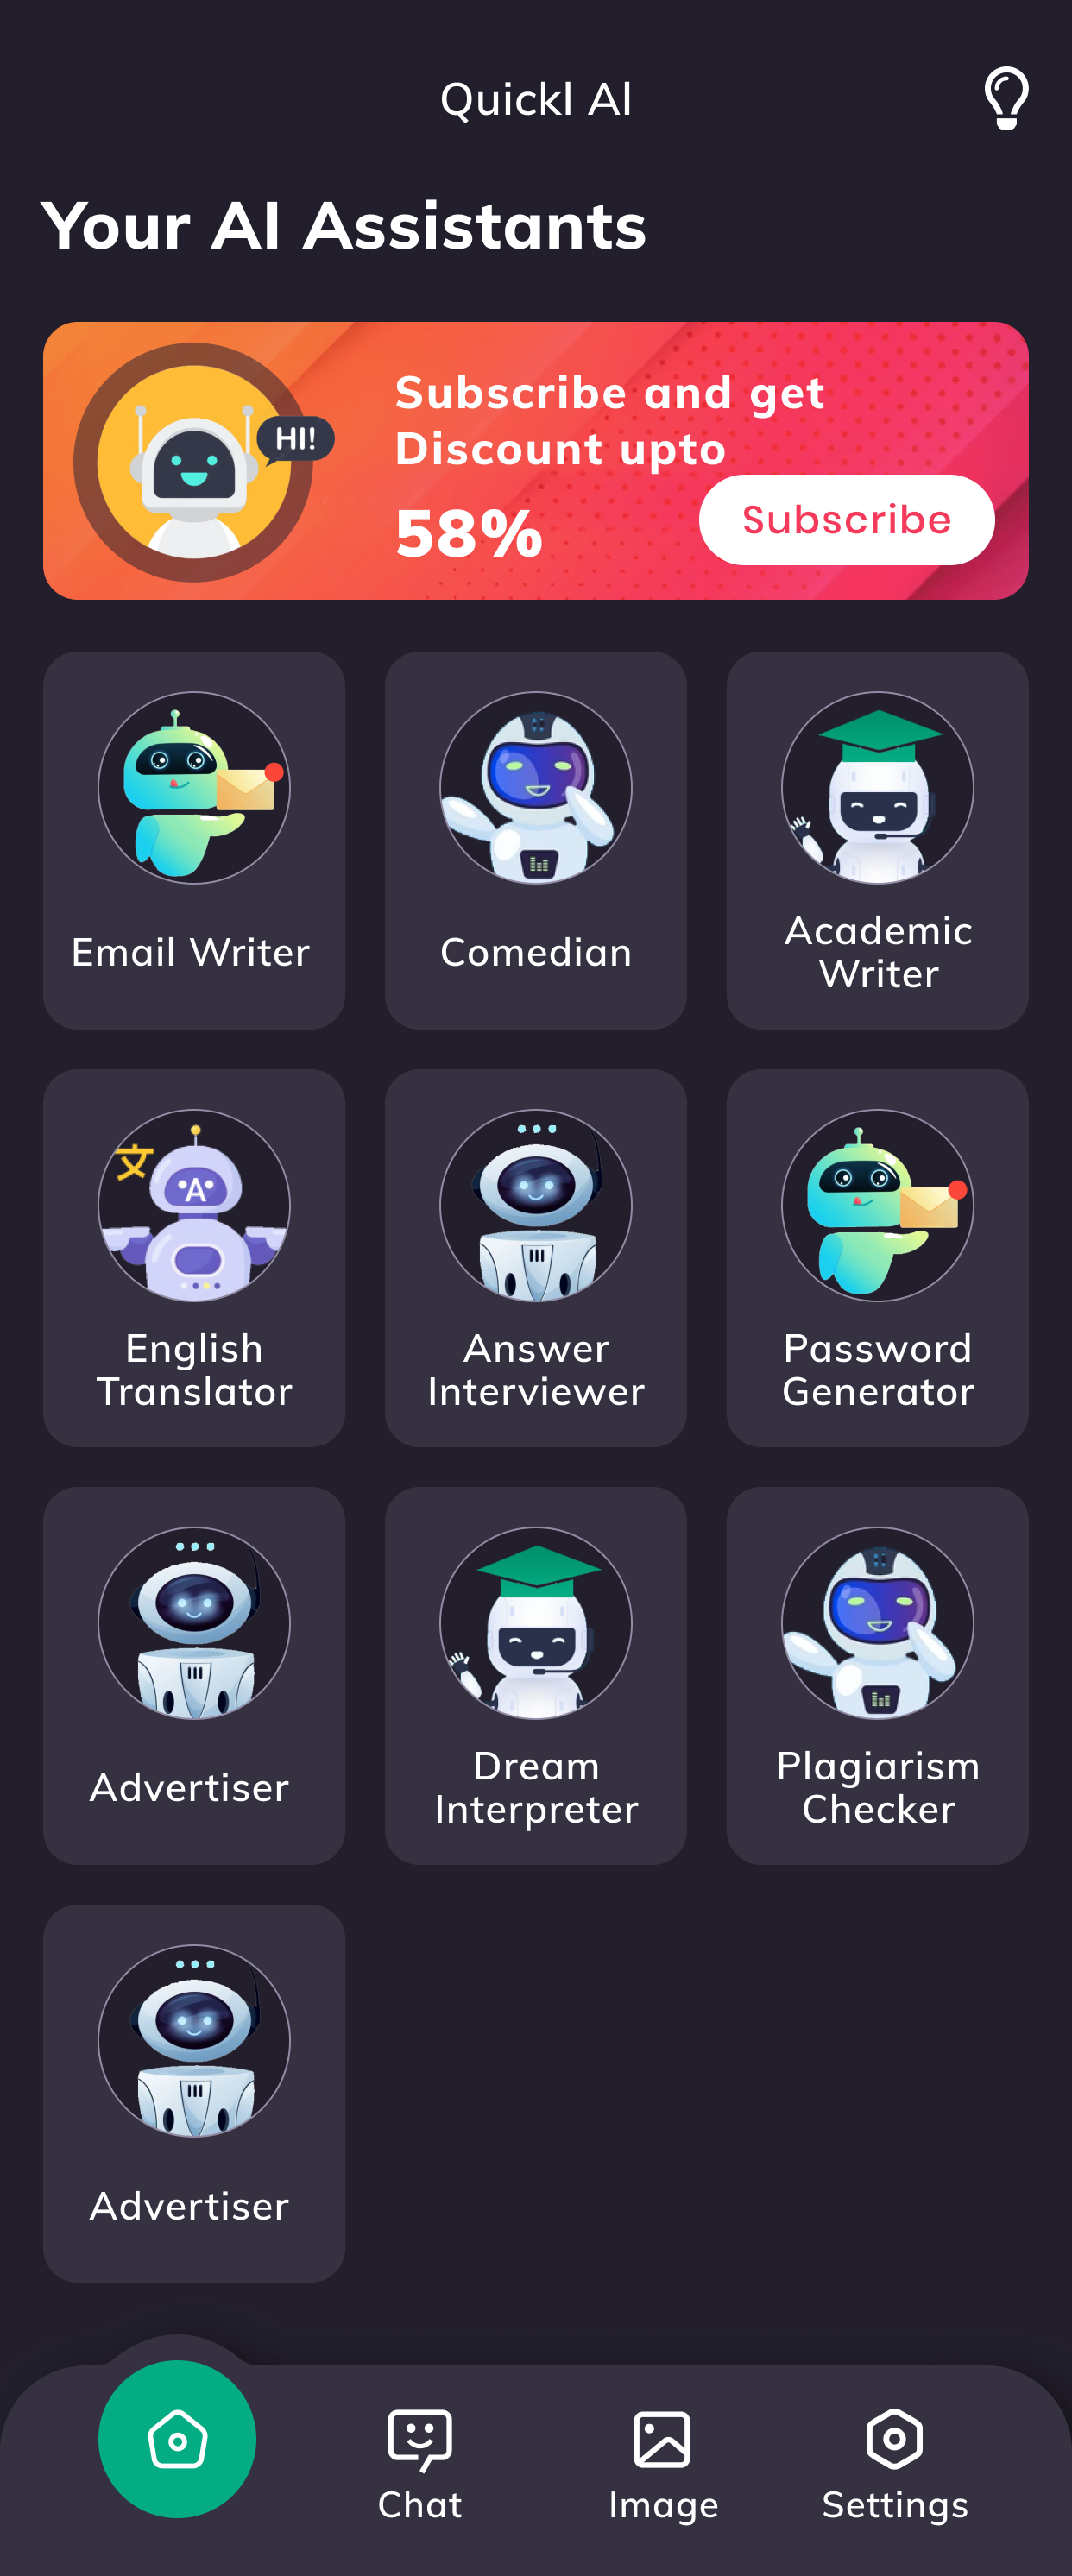 Quickl AI
Your AI Assistants
HI!
Subscribe and get
Discount upto
58%
Subscribe
Email Writer
Comedian
Academic
Writer
文
A
English
Translator
Answer
Interviewer
Password
Generator
Advertiser
Dream
Interpreter
Plagiarism
Checker
Advertiser
Chat
Image
Settings